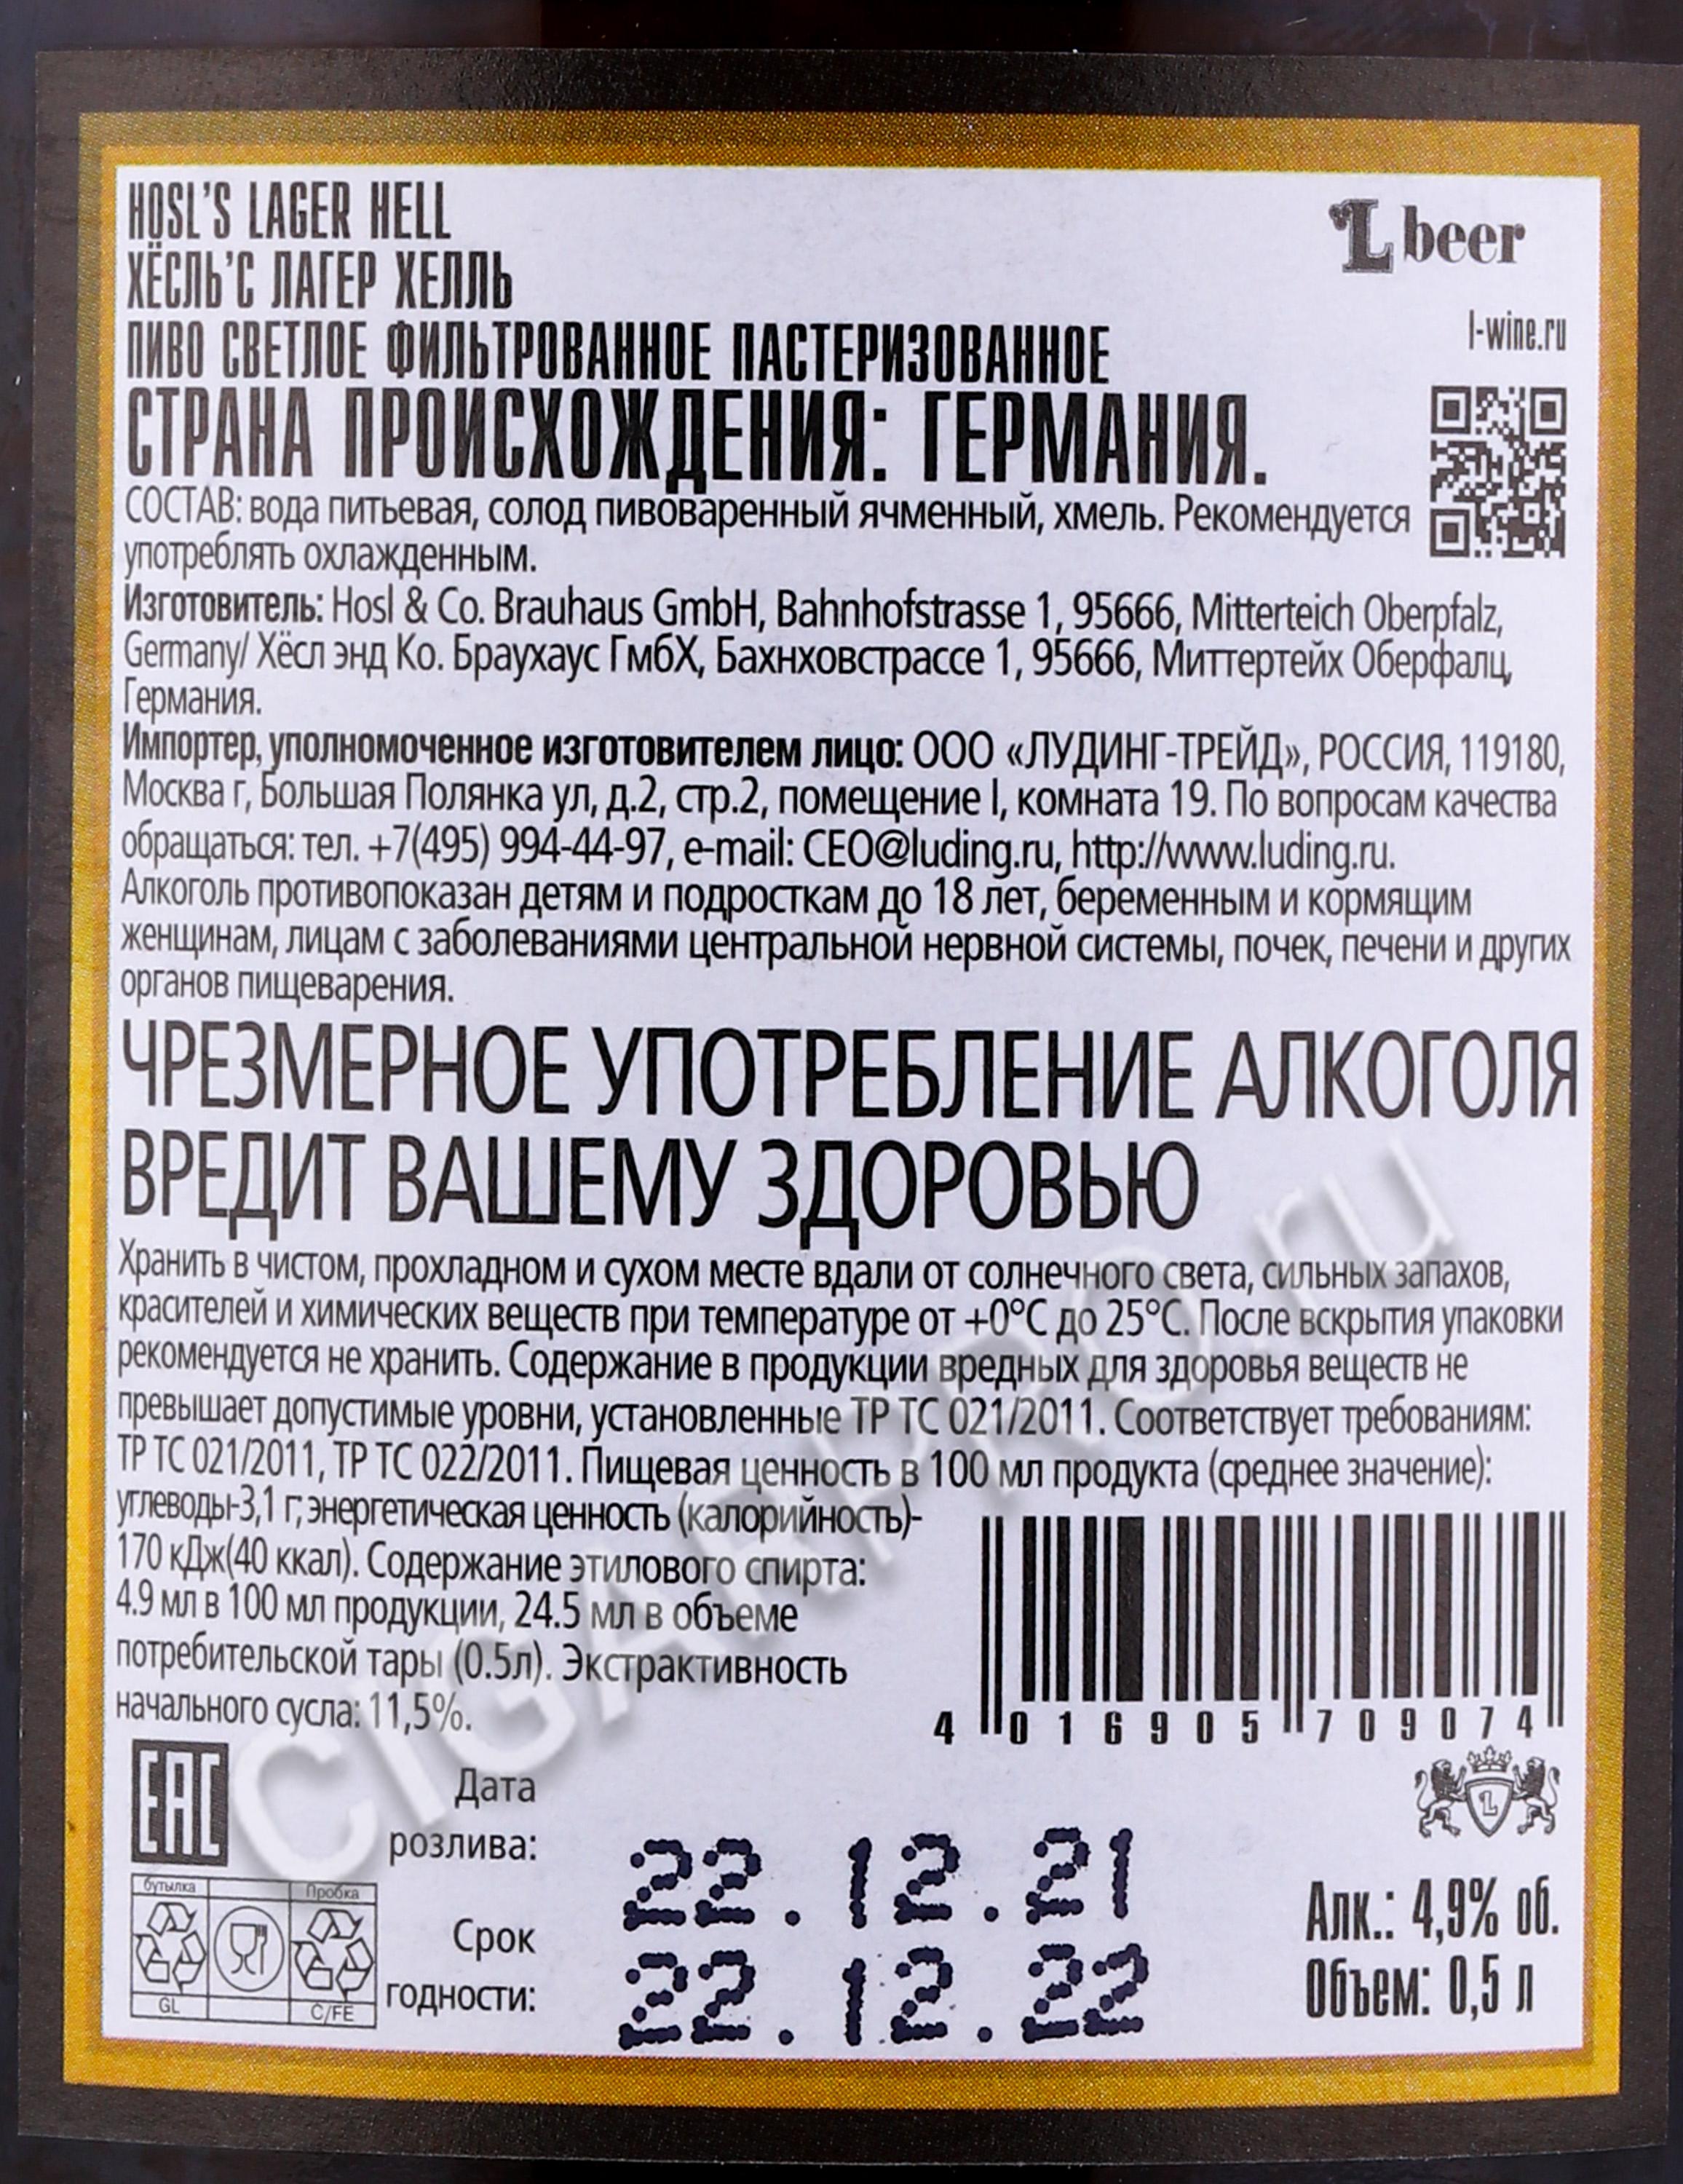 HOSL'S LAGER HELL
L beer
ХЁСЛЬ'С ЛАГЕР ХЕЛЛЬ
ПИВО СВЕТЛОЕ ФИЛЬТРОВАННОЕ ПАСТЕРИЗОВАННОЕ
l-wine.ru
СТРАНА ПРОИСХОЖДЕНИЯ: ГЕРМАНИЯ.
СОСТАВ: вода питьевая, солод пивоваренный ячменный, хмель. Рекомендуется
употреблять охлажденным.
Изготовитель: Hosl & Co. Brauhaus GmbH, Bahnhofstrasse 1, 95666, Mitterteich Oberpfalz,
Germany/ Хёсл энд Ко. Браухаус ГмбХ, Бахнховстрассе 1, 95666, Миттертейх Оберфалц,
Германия.
Импортер, уполномоченное изготовителем лицо: ООО «ЛУДИНГ-ТРЕЙД», РОССИЯ, 119180,
Москва г, Большая Полянка ул, д.2, стр.2, помещение I, комната 19. По вопросам качества
обращаться: тел. +7(495) 994-44-97, e-mail: CEO@luding.ru, http://www.luding.ru.
Алкоголь противопоказан детям и подросткам до 18 лет, беременным и кормящим
женщинам, лицам с заболеваниями центральной нервной системы, почек, печени и других
органов пищеварения.
ЧРЕЗМЕРНОЕ УПОТРЕБЛЕНИЕ АЛКОГОЛЯ
ВРЕДИТ ВАШЕМУ ЗДОРОВЬЮ
Хранить в чистом, прохладном и сухом месте вдали от солнечного света, сильных запахов,
красителей и химических веществ при температуре от +0°С до 25°С. После вскрытия упаковки
рекомендуется не хранить. Содержание в продукции вредных для здоровья веществ не
превышает допустимые уровни, установленные ТР ТС 021/2011. Соответствует требованиям:
ТР ТС 021/2011, ТР ТС 022/2011. Пищевая ценность в 100 мл продукта (среднее значение):
углеводы-3,1 г; энергетическая ценность (калорийность)-
170 кДж(40 ккал). Содержание этилового спирта:
4.9 мл в 100 мл продукции, 24.5 мл в объеме
потребительской тары (0.5л). Экстрактивность
начального сусла: 11,5%.
4 016905 709074
CIGARPRO.ru
EAC
Дата
розлива:
22.12.21
Срок
годности:
22.12.22
бутылка
Пробка
GL
C/FE
L
Алк.: 4,9% об.
Объем: 0,5 л